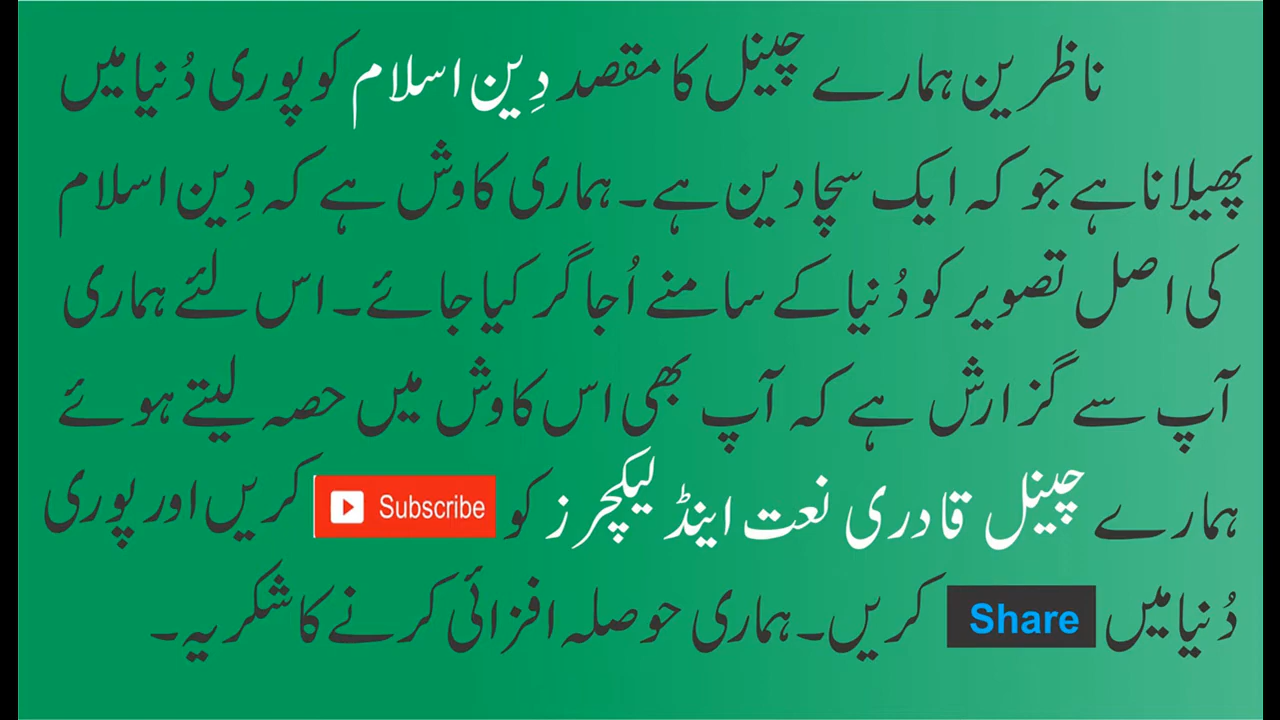 ناظرین ہمارے چینل کا مقصد دِین اسلام کو پوری دُنیا میں
پھیلانا ہے جو کہ ایک سچا دین ہے۔ ہماری کاوش ہے کہ دِین اسلام
کی اصل تصویر کو دُنیا کے سامنے اُجاگر کیا جائے۔ اس لئے ہماری
آپ سے گزارش ہے کہ آپ بھی اس کاوش میں حصہ لیتے ہوئے
ہمارے چینل قادری نعت اینڈ لیکچرز کو Subscribe کریں اور پوری
دُنیا میں Share کریں۔ ہماری حوصلہ افزائی کرنے کا شکریہ۔